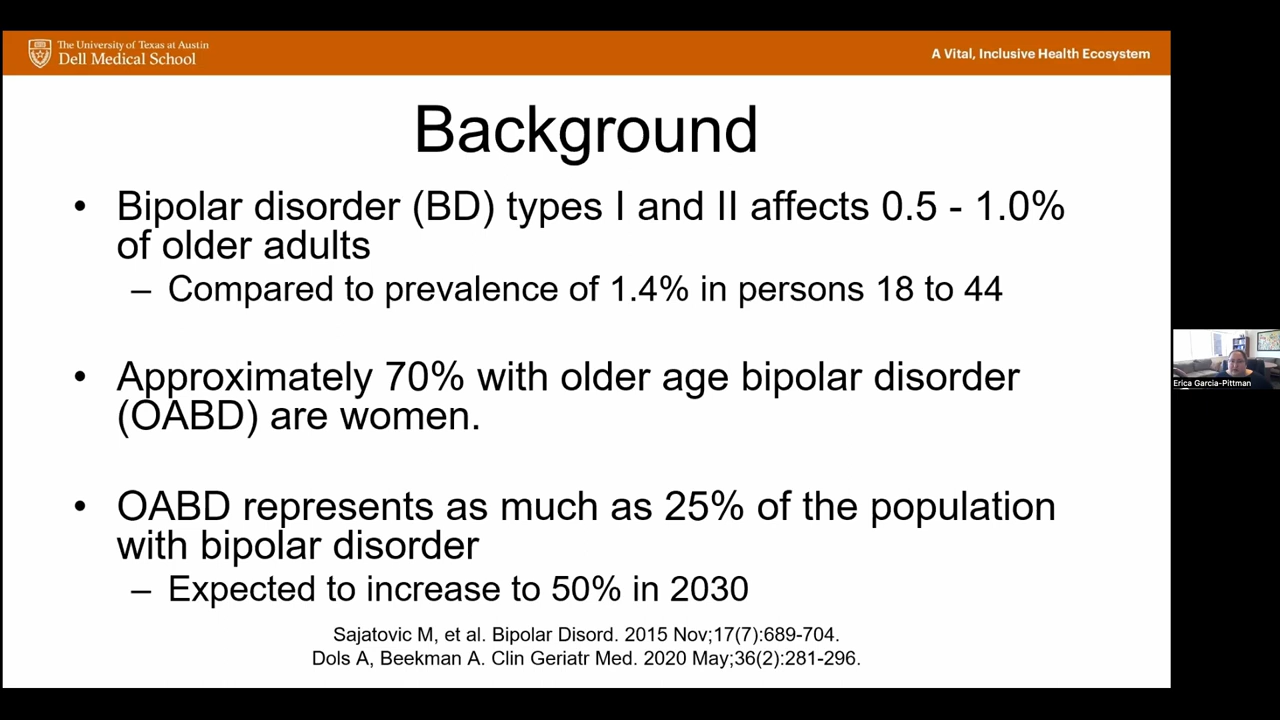 The University of Texas at Austin
Dell Medical School
A Vital, Inclusive Health Ecosystem
Background
• Bipolar disorder (BD) types I and II affects 0.5 - 1.0%
of older adults
– Compared to prevalence of 1.4% in persons 18 to 44
• Approximately 70% with older age bipolar disorder
(OABD) are women.
• OABD represents as much as 25% of the population
with bipolar disorder
– Expected to increase to 50% in 2030
Sajatovic M, et al. Bipolar Disord. 2015 Nov;17(7):689-704.
Dols A, Beekman A. Clin Geriatr Med. 2020 May;36(2):281-296.
Erica Garcia-Pittman